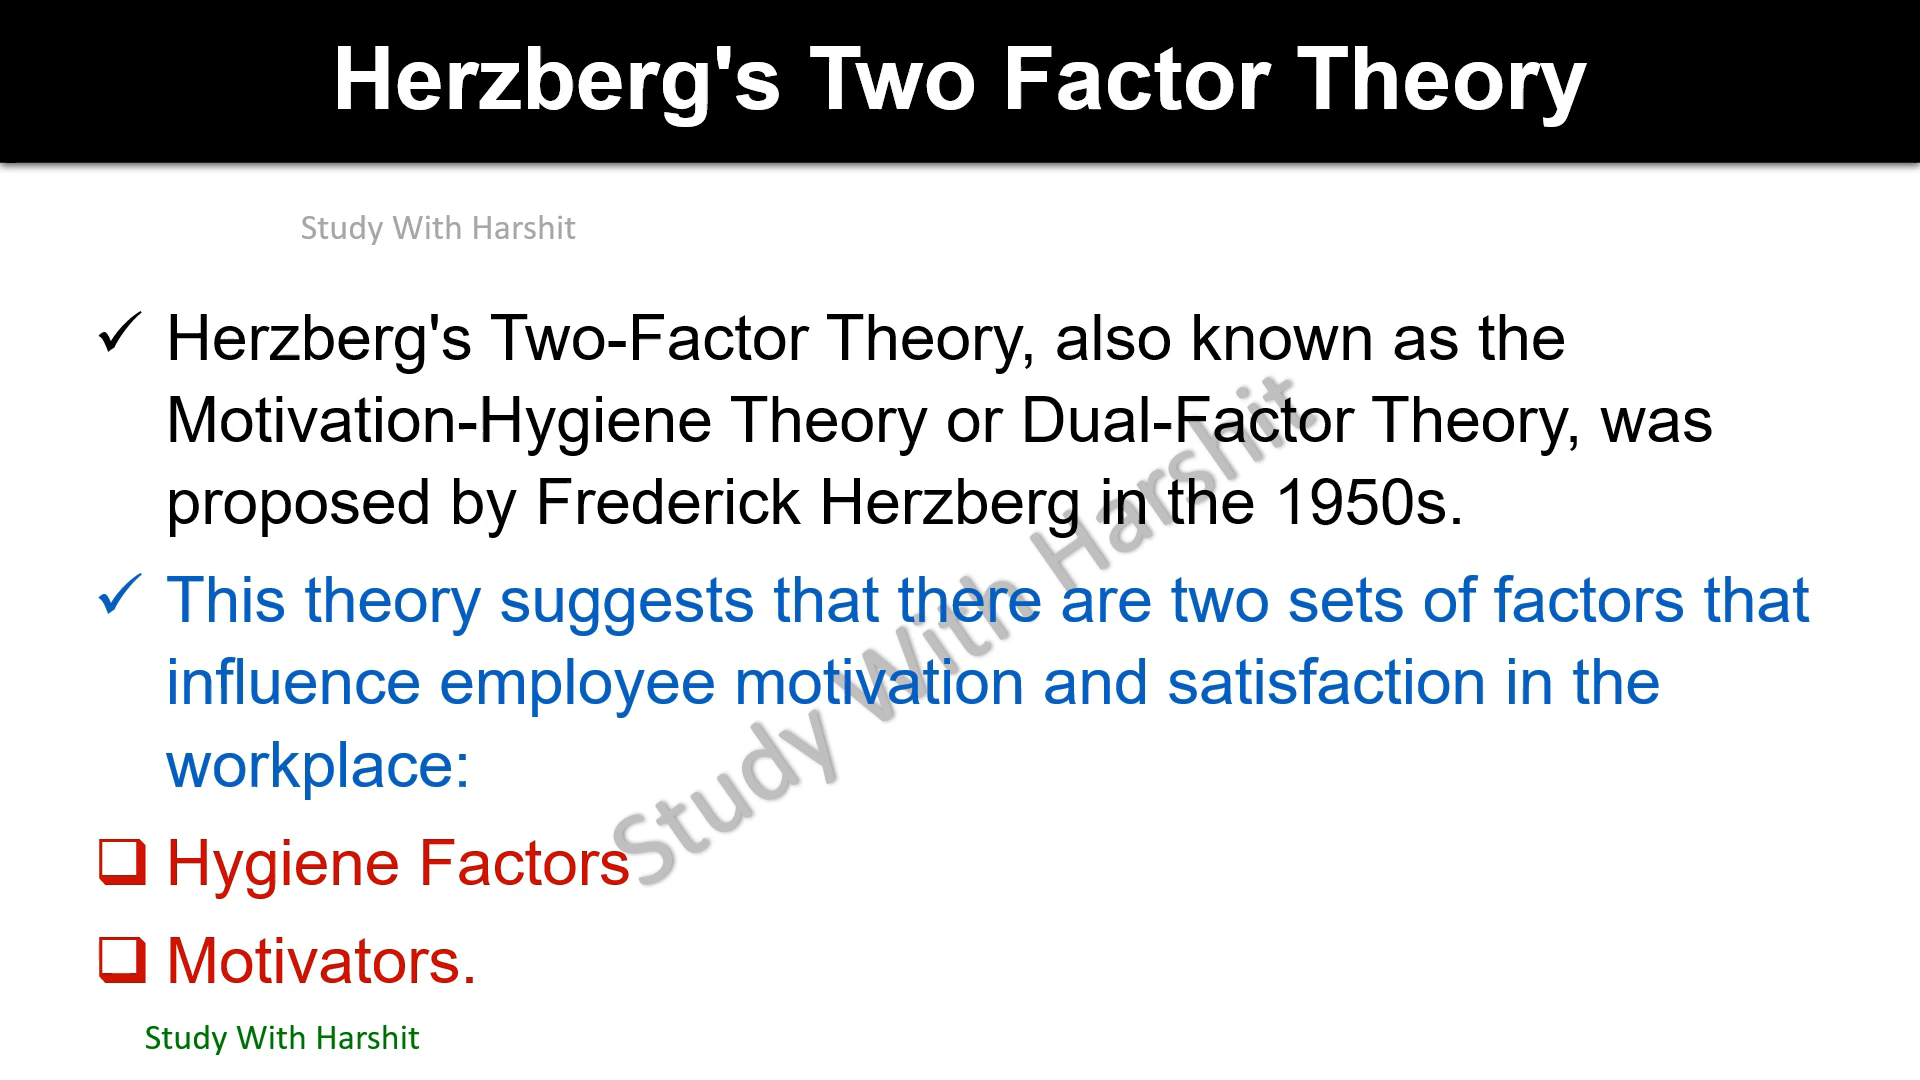 Herzberg's Two Factor Theory
Study With Harshit
Herzberg's Two-Factor Theory, also known as the
Motivation-Hygiene Theory or Dual-Factor Theory, was
proposed by Frederick Herzberg in the 1950s.
This theory suggests that there are two sets of factors that
influence employee motivation and satisfaction in the
workplace:
Hygiene Factors
Motivators.
Study With Harshit
Study With Harshit